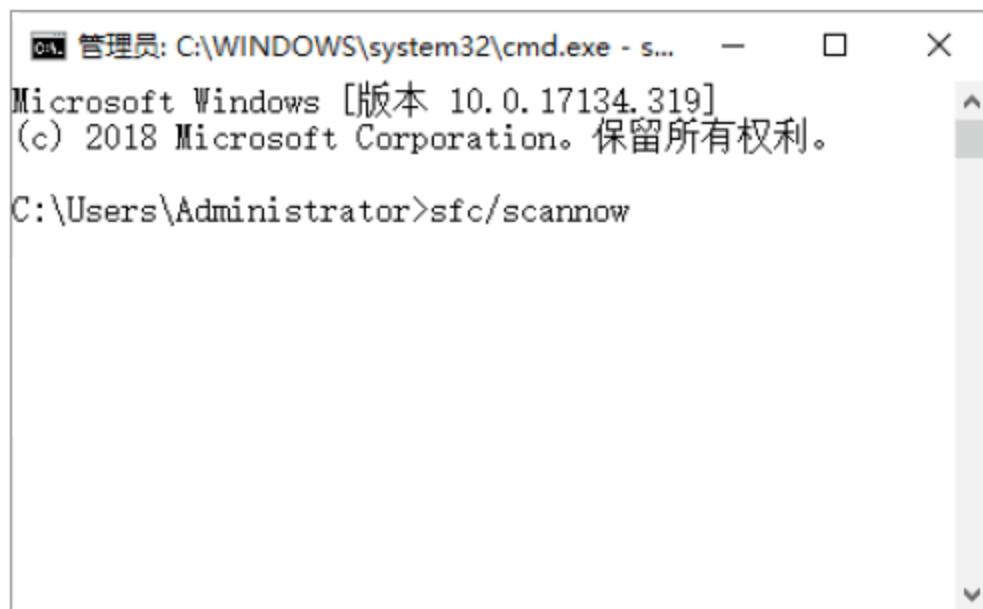 管理员: C:\WINDOWS\system32\cmd.exe - s...
Microsoft Windows [版本 10.0.17134.319]
(c) 2018 Microsoft Corporation。保留所有权利。
C:\Users\Administrator>sfc/scannow